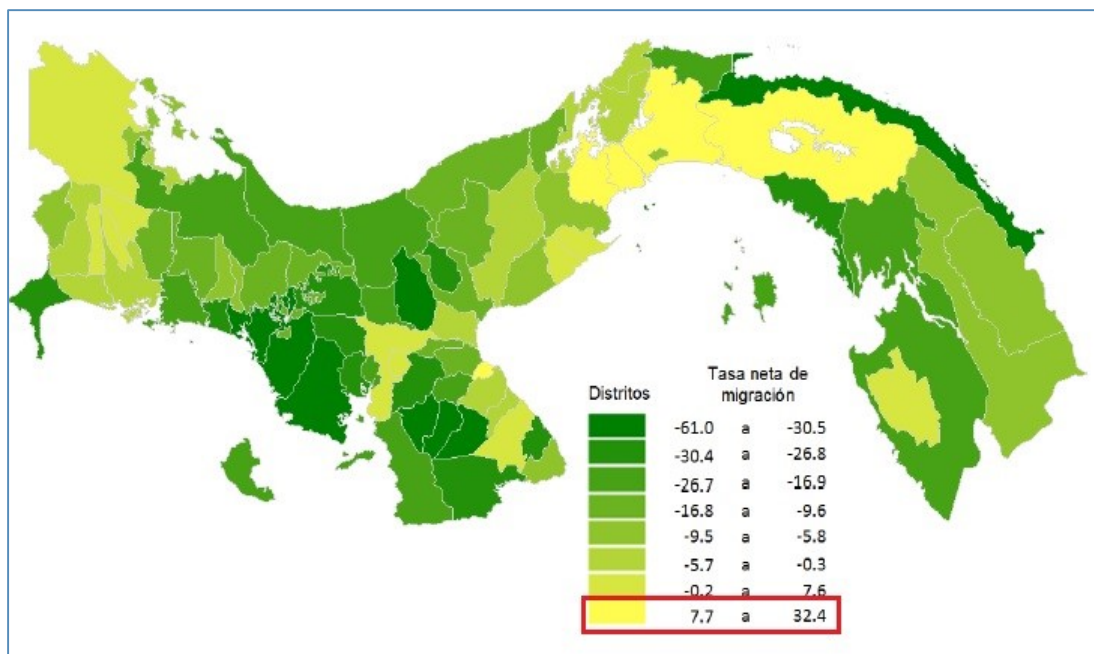 Tasa neta de
Distritos migración
-61.0 a -30.5
-30.4 a -26.8
-26.7 a -16.9
-16.8 a -9.6
-9.5 a -5.8
-5.7 a -0.3
-0.2 a 7.6
7.7 a 32.4